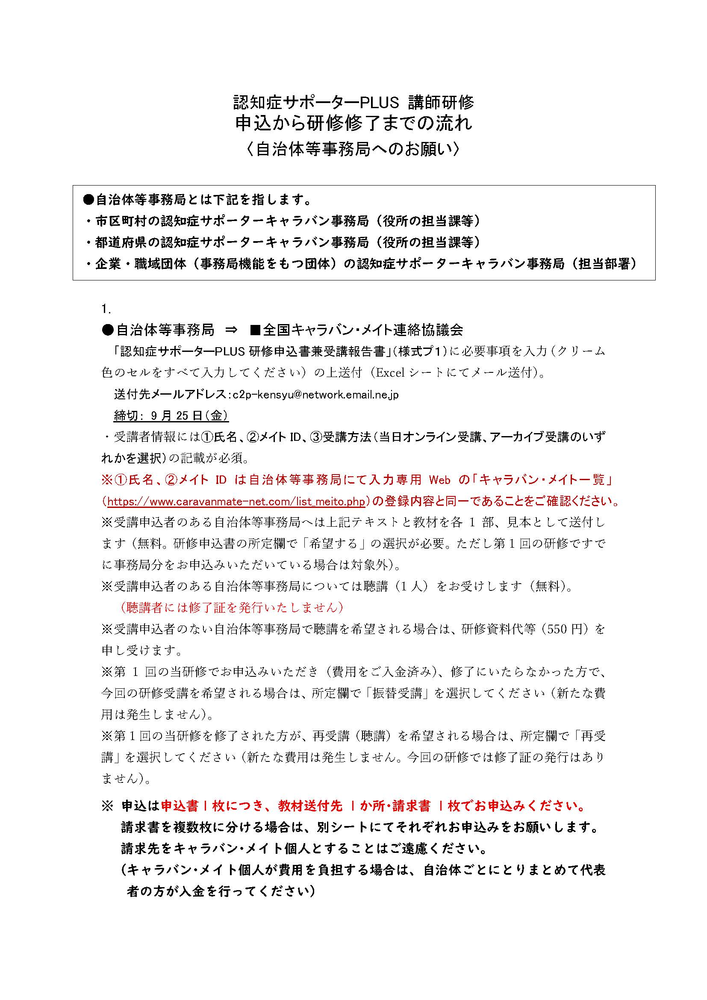 認知症サポーターPLUS 講師研修
申込から研修修了までの流れ
〈自治体等事務局へのお願い〉
●自治体等事務局とは下記を指します。
・市区町村の認知症サポーターキャラバン事務局（役所の担当課等）
・都道府県の認知症サポーターキャラバン事務局（役所の担当課等）
・企業・職域団体（事務局機能をもつ団体）の認知症サポーターキャラバン事務局（担当部署）
1.
●自治体等事務局 ⇒ ■全国キャラバン・メイト連絡協議会
「認知症サポーターPLUS 研修申込書兼受講報告書」（様式プ1）に必要事項を入力（クリーム
色のセルをすべて入力してください）の上送付（Excel シートにてメール送付）。
送付先メールアドレス：c2p-kensyu@network.email.ne.jp
締切： 9 月 25 日（金）
・受講者情報には①氏名、②メイト ID、③受講方法（当日オンライン受講、アーカイブ受講のいず
れかを選択）の記載が必須。
※①氏名、②メイト ID は自治体等事務局にて入力専用 Web の「キャラバン・メイト一覧」
（https://www.caravanmate-net.com/list_meito.php）の登録内容と同一であることをご確認ください。
※受講申込者のある自治体等事務局へは上記テキストと教材を各 1 部、見本として送付し
ます（無料。研修申込書の所定欄で「希望する」の選択が必要。ただし第 1 回の研修ですで
に事務局分をお申込みいただいている場合は対象外）。
※受講申込者のある自治体等事務局については聴講（1 人）をお受けします（無料）。
（聴講者には修了証を発行いたしません）
※受講申込者のない自治体等事務局で聴講を希望される場合は、研修資料代等（550 円）を
申し受けます。
※第 1 回の当研修でお申込みいただき（費用をご入金済み）、修了にいたらなかった方で、
今回の研修受講を希望される場合は、所定欄で「振替受講」を選択してください（新たな費
用は発生しません）。
※第 1 回の当研修を修了された方が、再受講（聴講）を希望される場合は、所定欄で「再受
講」を選択してください（新たな費用は発生しません。今回の研修では修了証の発行はあり
ません）。
※ 申込は申込書1枚につき、教材送付先 1か所・請求書 1枚でお申込みください。
請求書を複数枚に分ける場合は、別シートにてそれぞれお申込みをお願いします。
請求先をキャラバン・メイト個人とすることはご遠慮ください。
（キャラバン・メイト個人が費用を負担する場合は、自治体ごとにとりまとめて代表
者の方が入金を行ってください）